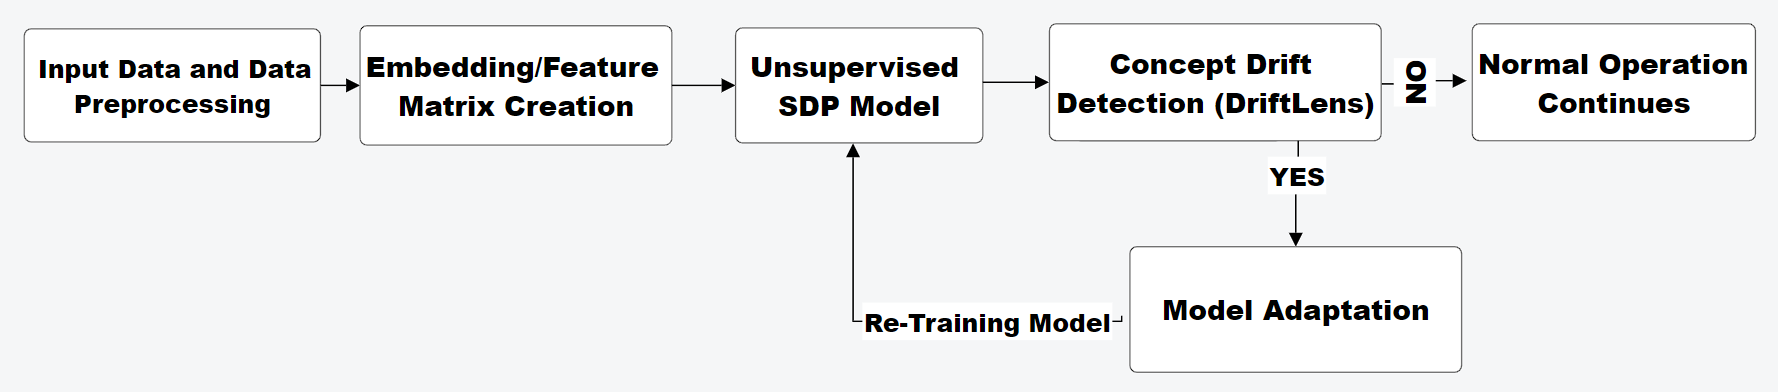 Input Data and Data
Preprocessing
Embedding/Feature
Matrix Creation
Unsupervised
SDP Model
Concept Drift
Detection (DriftLens)
NO
Normal Operation
Continues
YES
Model Adaptation
Re-Training Model